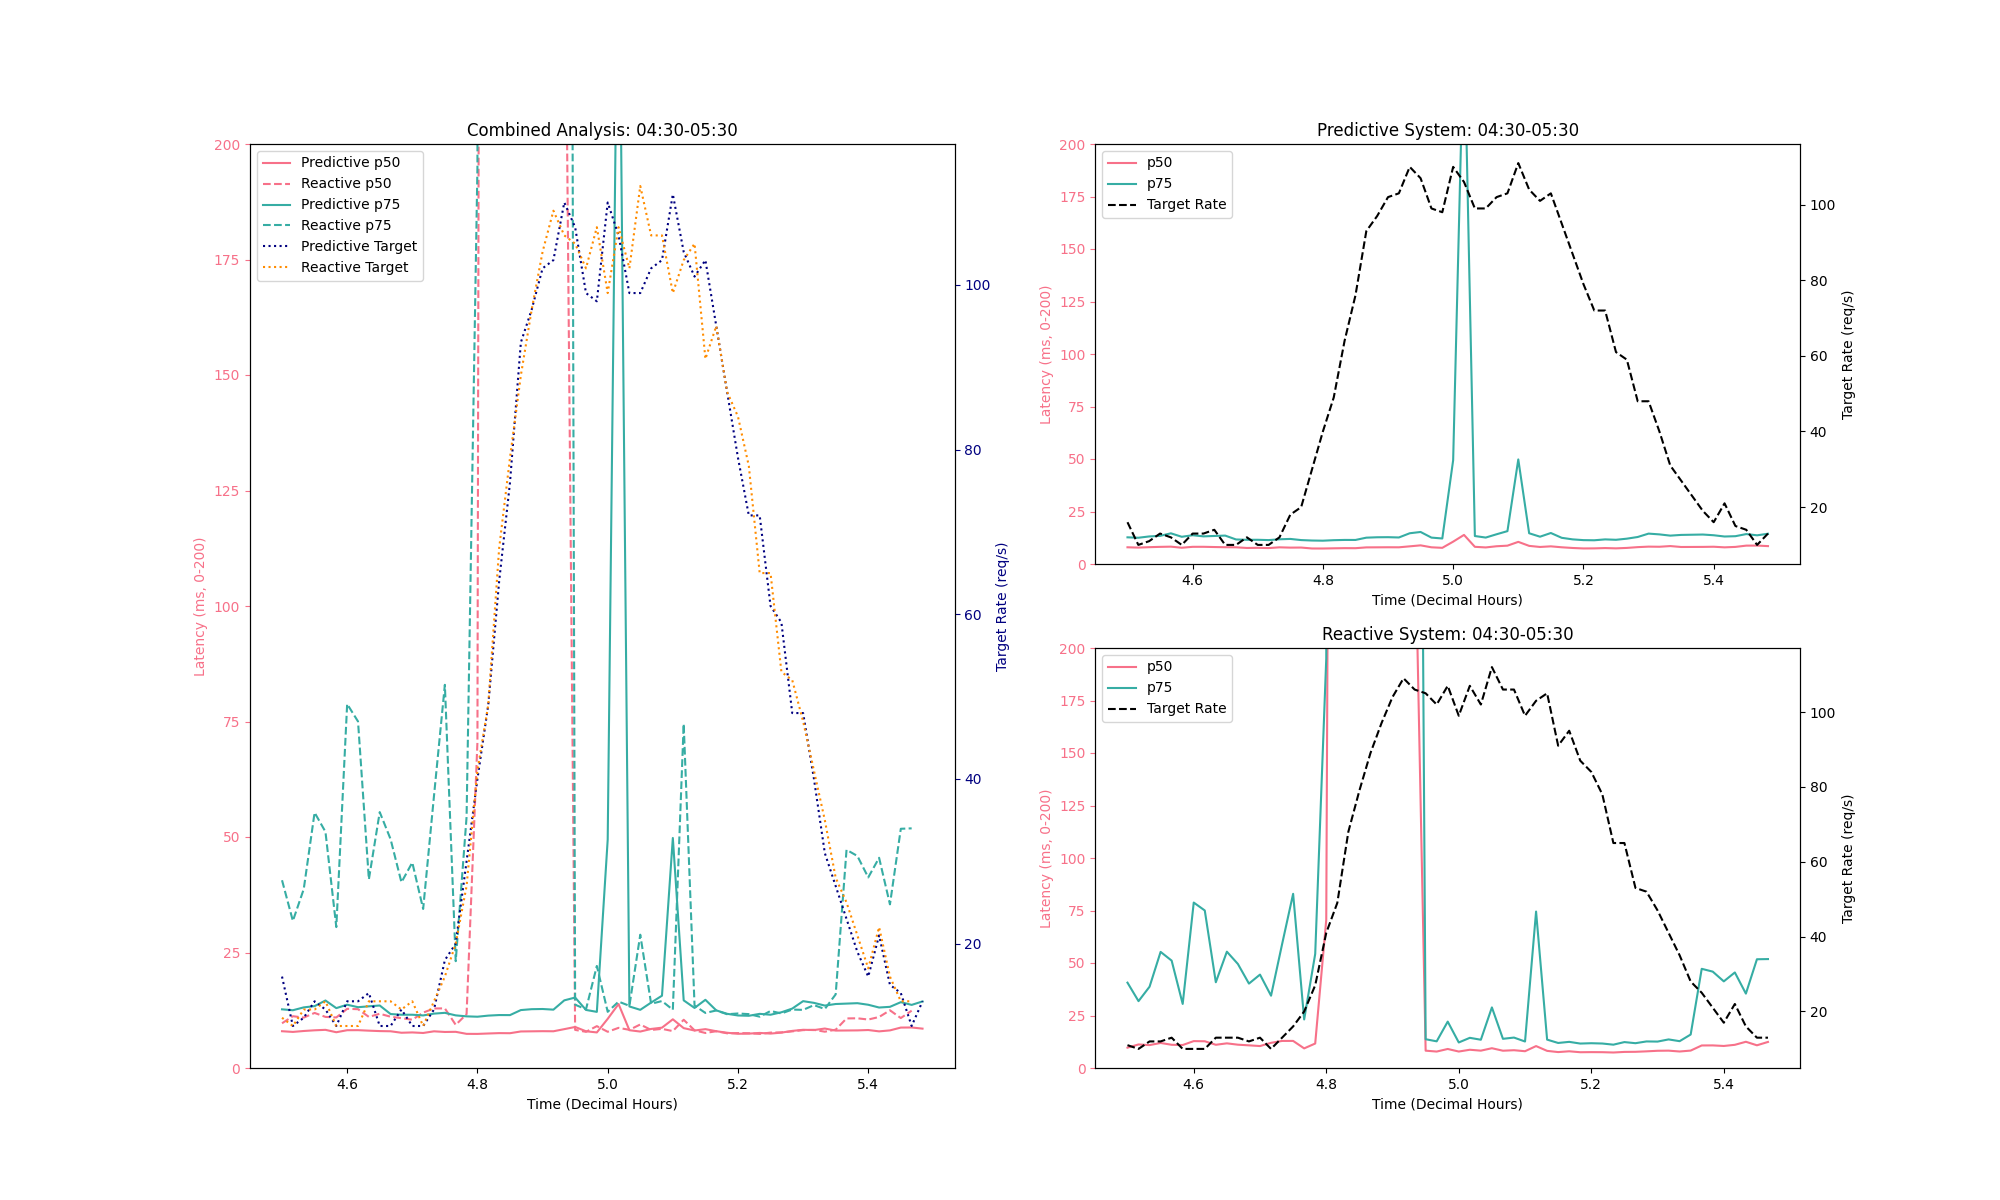 Combined Analysis: 04:30-05:30
Predictive p50
Reactive p50
Predictive p75
Reactive p75
Predictive Target
Reactive Target
200
175
150
125
100
75
50
25
0
Latency (ms, 0-200)
4.6 4.8 5.0 5.2 5.4
Time (Decimal Hours)
100
80
60
40
20
Target Rate (req/s)
Predictive System: 04:30-05:30
p50
p75
Target Rate
200
175
150
125
100
75
50
25
0
Latency (ms, 0-200)
4.6 4.8 5.0 5.2 5.4
Time (Decimal Hours)
100
80
60
40
20
Target Rate (req/s)
Reactive System: 04:30-05:30
p50
p75
Target Rate
200
175
150
125
100
75
50
25
0
Latency (ms, 0-200)
4.6 4.8 5.0 5.2 5.4
Time (Decimal Hours)
100
80
60
40
20
Target Rate (req/s)